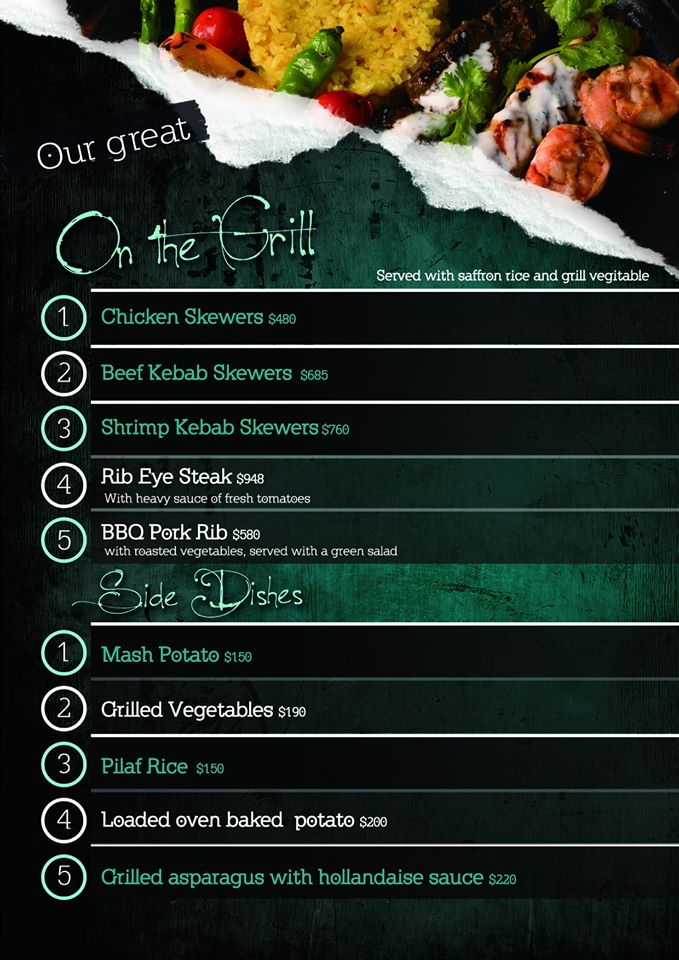 Our great
On the Grill
Served with saffron rice and grill vegitable
1 Chicken Skewers $480
2 Beef Kebab Skewers $685
3 Shrimp Kebab Skewers $760
4 Rib Eye Steak $948
With heavy sauce of fresh tomatoes
5 BBQ Pork Rib $580
with roasted vegetables, served with a green salad
Side Dishes
1 Mash Potato $150
2 Grilled Vegetables $190
3 Pilaf Rice $150
4 Loaded oven baked potato $200
5 Grilled asparagus with hollandaise sauce $220